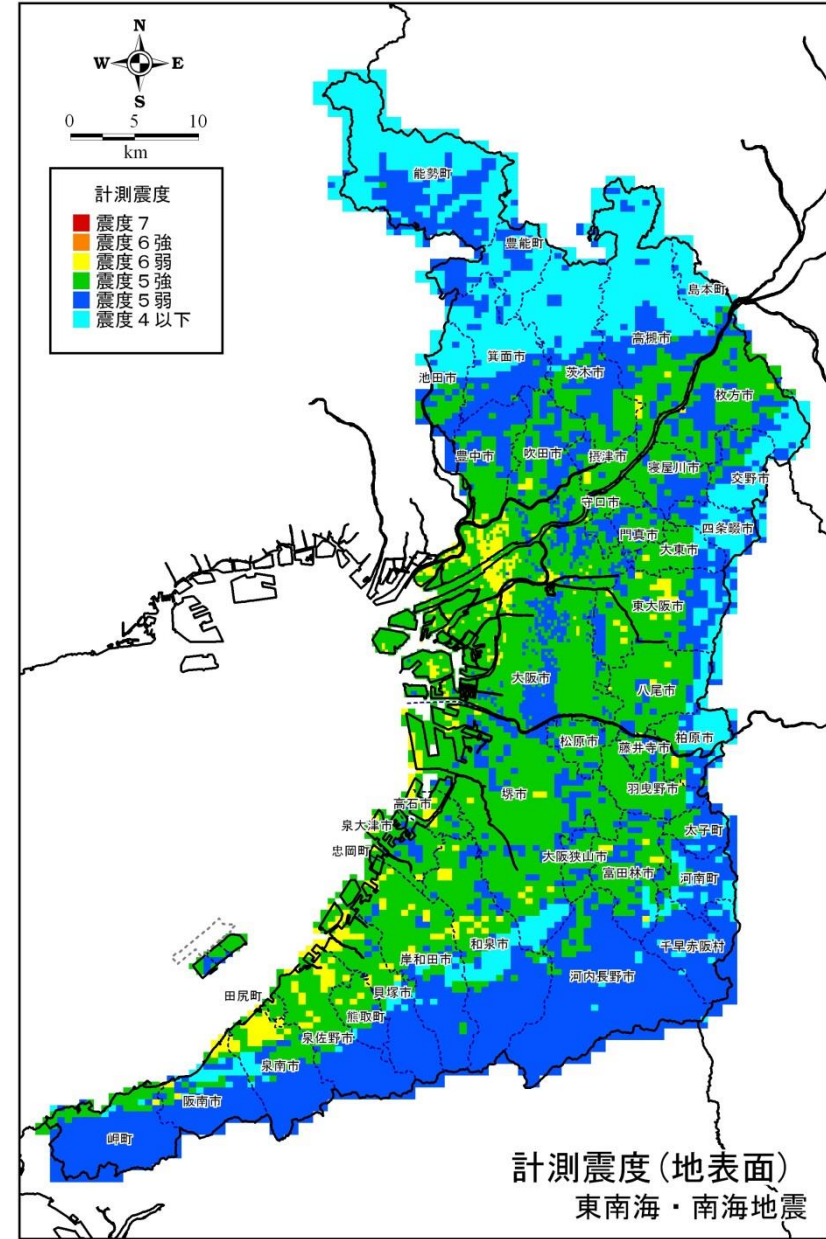 N
W E
S
0 5 10
km
計測震度
震度7
震度6強
震度6弱
震度5強
震度5弱
震度4以下
能勢町
豊能町
島本町
高槻市
箕面市
茨木市
池田市
枚方市
豊中市
吹田市
摂津市
寝屋川市
交野市
守口市
四条畷市
門真市
大東市
東大阪市
大阪市
八尾市
松原市
柏原市
藤井寺市
堺市
羽曳野市
高石市
泉大津市
太子町
忠岡町
大阪狭山市
富田林市
河南町
和泉市
千早赤阪村
岸和田市
河内長野市
貝塚市
田尻町
熊取町
泉佐野市
泉南市
阪南市
岬町
計測震度(地表面)
東南海・南海地震